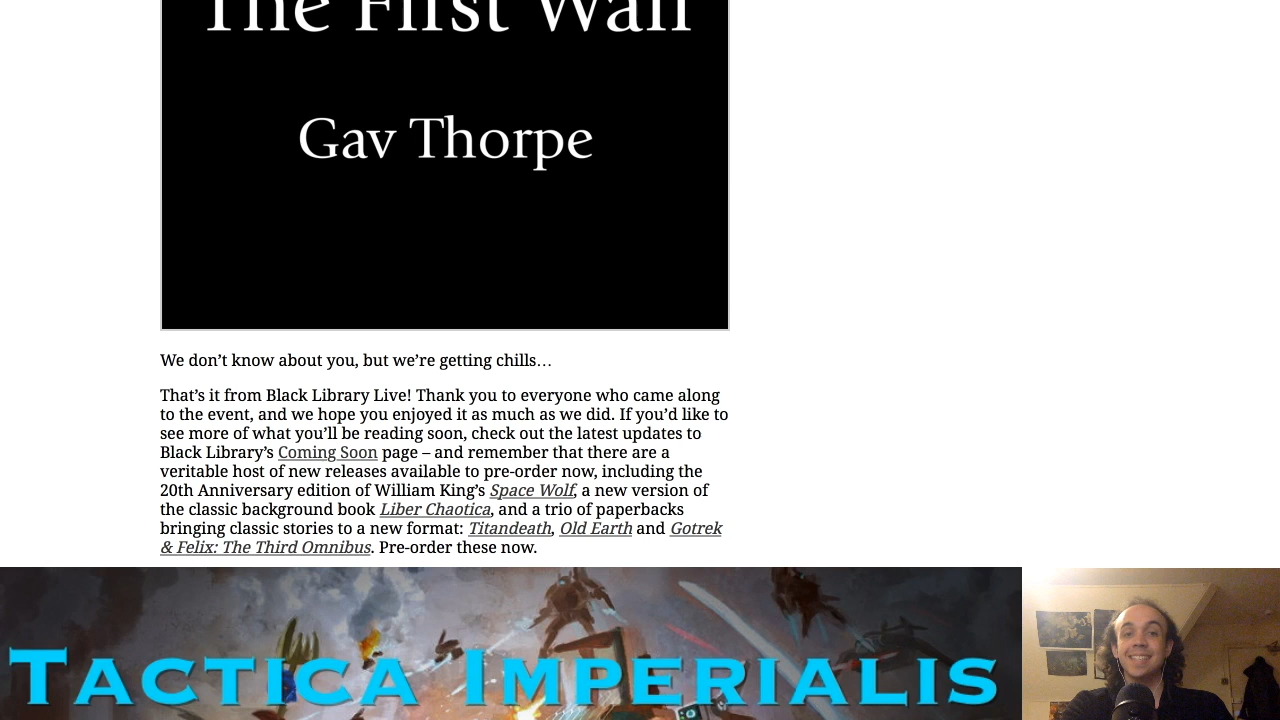 The First Wall
Gav Thorpe
We don’t know about you, but we’re getting chills…
That’s it from Black Library Live! Thank you to everyone who came along
to the event, and we hope you enjoyed it as much as we did. If you’d like to
see more of what you’ll be reading soon, check out the latest updates to
Black Library’s Coming Soon page – and remember that there are a
veritable host of new releases available to pre-order now, including the
20th Anniversary edition of William King’s Space Wolf, a new version of
the classic background book Liber Chaotica, and a trio of paperbacks
bringing classic stories to a new format: Titandeath, Old Earth and Gotrek
& Felix: The Third Omnibus. Pre-order these now.
TACTICA IMPERIALIS